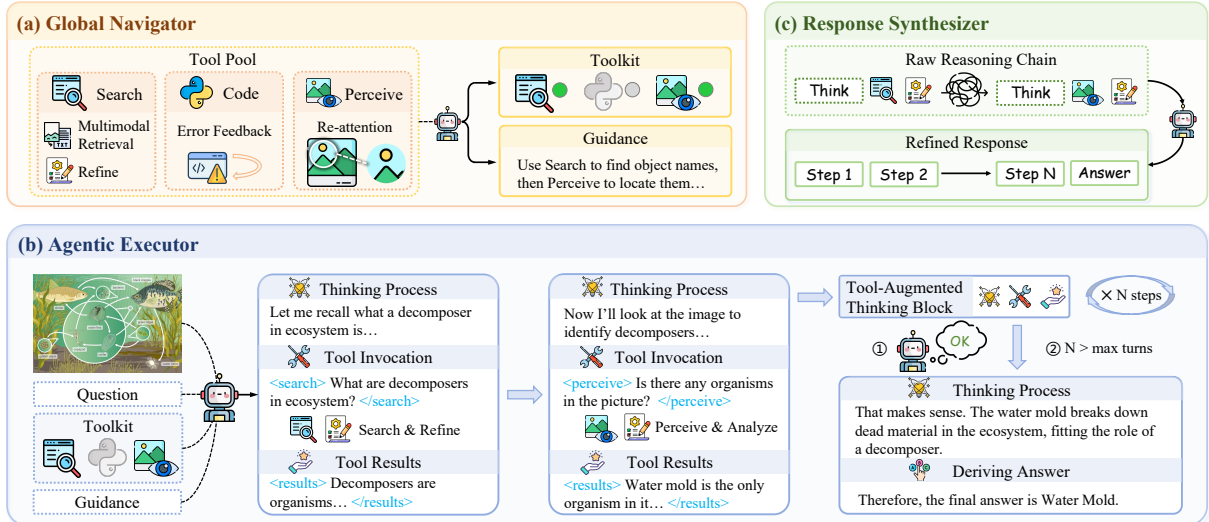 (a) Global Navigator
Tool Pool
Search
Multimodal
Retrieval
Refine
Code
Error Feedback
Perceive
Re-attention
Toolkit
Guidance
Use Search to find object names,
then Perceive to locate them…
(c) Response Synthesizer
Raw Reasoning Chain
Think
Think
Refined Response
Step 1
Step 2
Step N
Answer
(b) Agentic Executor
Question
Toolkit
Guidance
Thinking Process
Let me recall what a decomposer
in ecosystem is…
Tool Invocation
<search> What are decomposers
in ecosystem? </search>
Search & Refine
Tool Results
<results> Decomposers are
organisms… </results>
Thinking Process
Now I'll look at the image to
identify decomposers…
Tool Invocation
<perceive> Is there any organisms
in the picture? </perceive>
Perceive & Analyze
Tool Results
<results> Water mold is the only
organism in it… </results>
Tool-Augmented
Thinking Block
× N steps
①
OK
② N > max turns
Thinking Process
That makes sense. The water mold breaks down
dead material in the ecosystem, fitting the role of
a decomposer.
Deriving Answer
Therefore, the final answer is Water Mold.